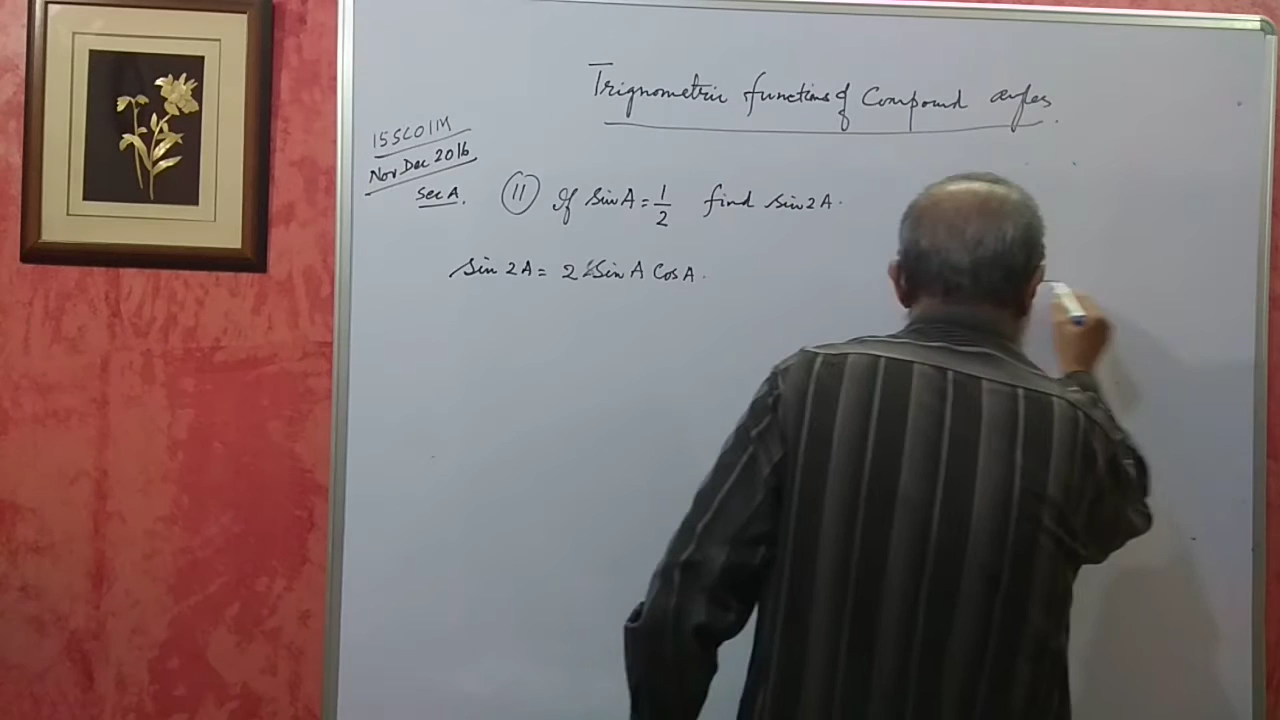 Trignometric functions of Compound angles.
15SC01M
Nov Dec 2016
Sec A.
11 If sin A = 1/2 find sin 2A.
sin 2A = 2 Sin A Cos A.